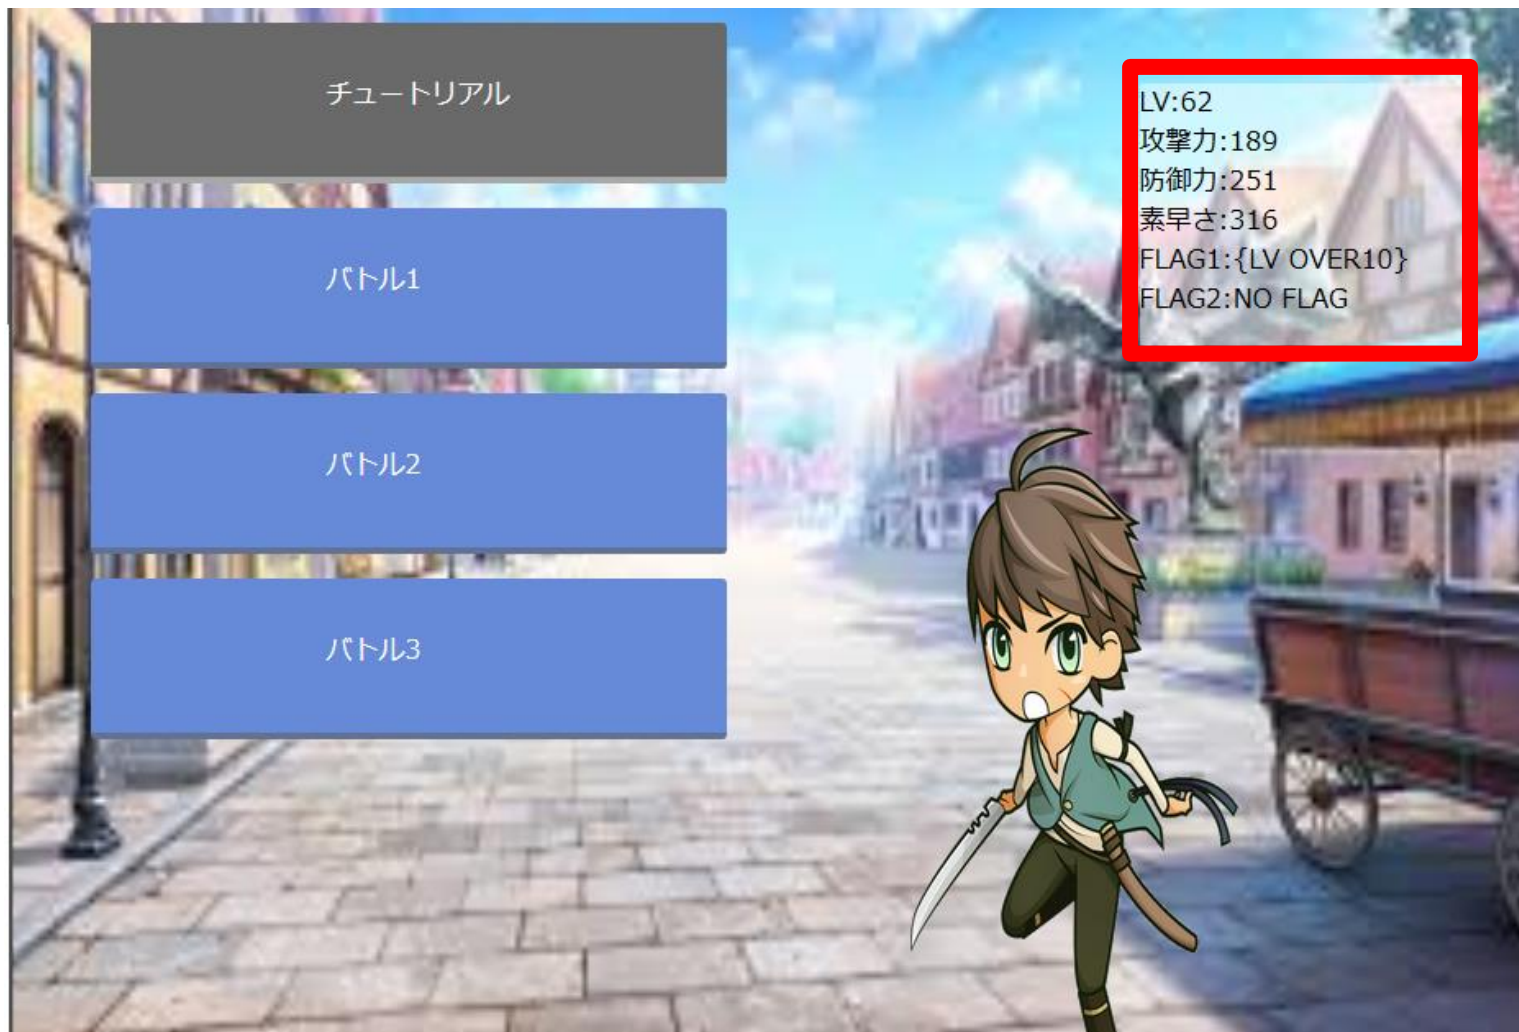 チュートリアル
バトル1
バトル2
バトル3
LV:62
攻撃力:189
防御力:251
素早さ:316
FLAG1:{LV OVER10}
FLAG2:NO FLAG